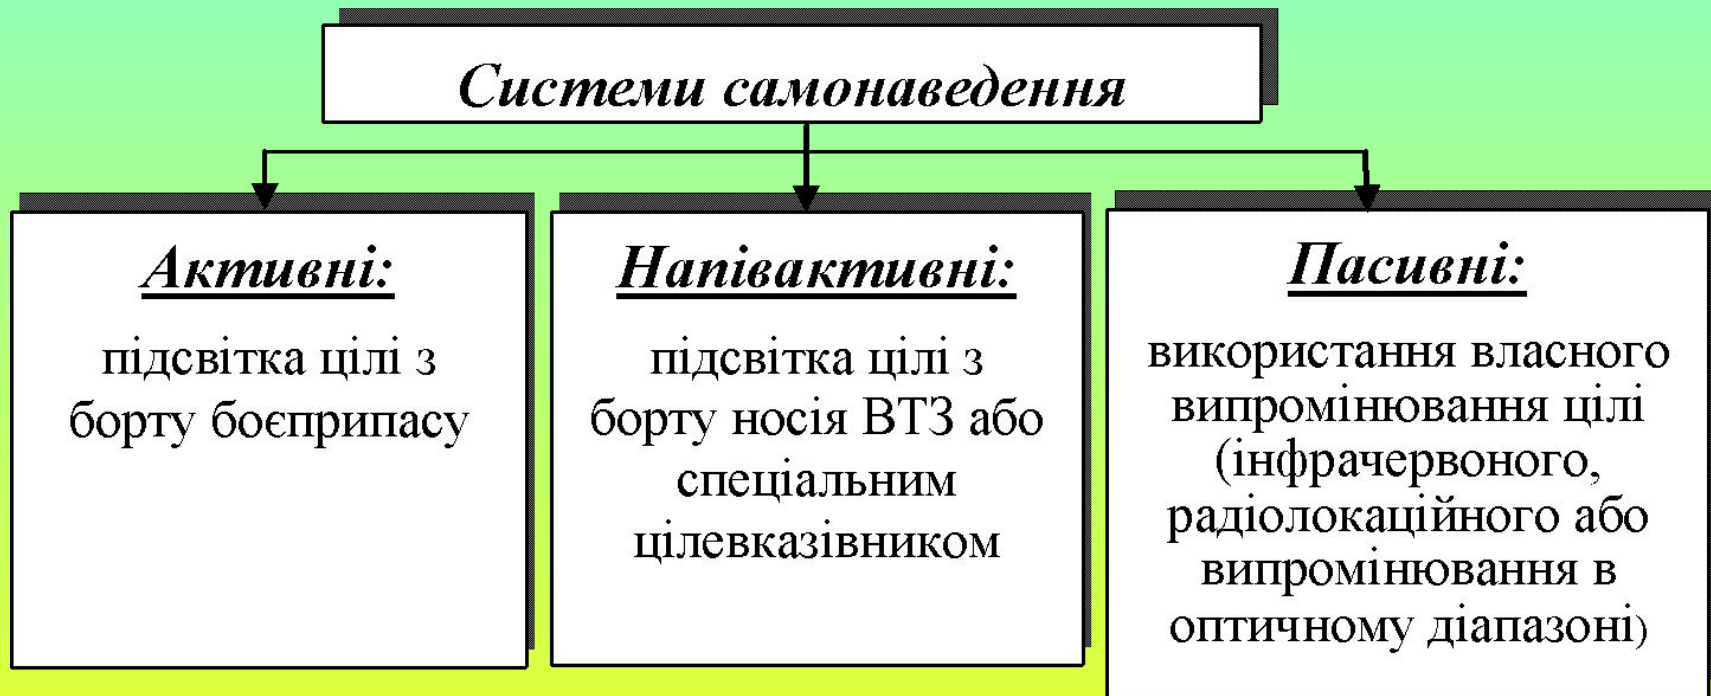 Системи самонаведення
Активні:
підсвітка цілі з
борту боєприпасу
Напівактивні:
підсвітка цілі з
борту носія ВТЗ або
спеціальним
цілевказівником
Пасивні:
використання власного
випромінювання цілі
(інфрачервоного,
радіолокаційного або
випромінювання в
оптичному діапазоні)